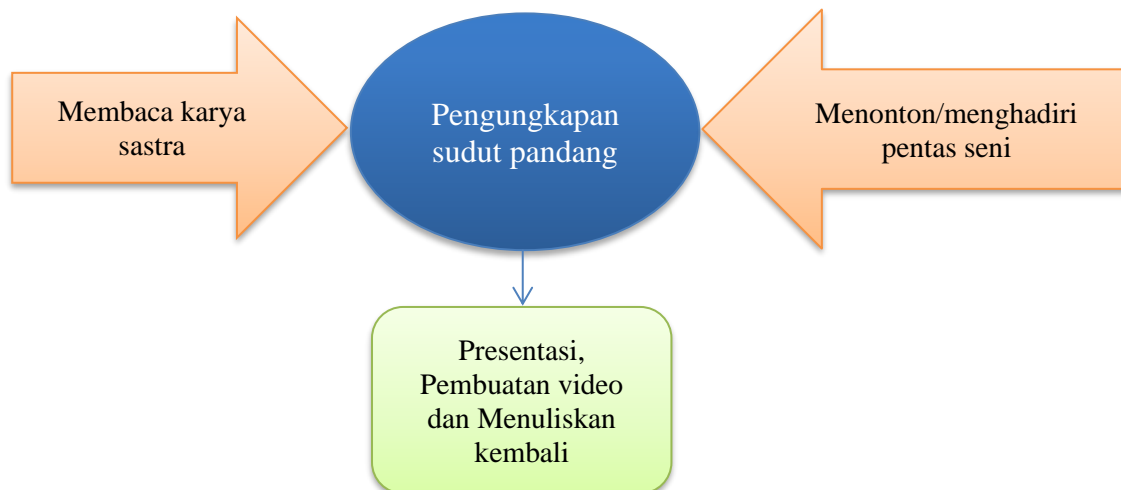 Membaca karya
sastra
Pengungkapan
sudut pandang
Menonton/menghadiri
pentas seni
Presentasi,
Pembuatan video
dan Menuliskan
kembali